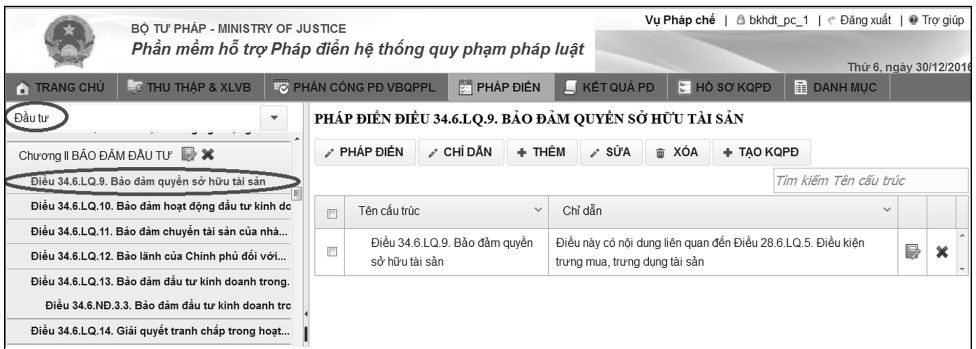 BỘ TƯ PHÁP - MINISTRY OF JUSTICE
Phần mềm hỗ trợ Pháp điển hệ thống quy phạm pháp luật
Vụ Pháp chế | bkhdt_pc_1 | Đăng xuất | Trợ giúp
Thứ 6, ngày 30/12/2016
TRANG CHỦ THU THẬP & XLVB PHÂN CÔNG PĐ VBQPPL PHÁP ĐIỂN KẾT QUẢ PĐ HỒ SƠ KQPĐ DANH MỤC
Đầu tư
Chương II BẢO ĐẢM ĐẦU TƯ
Điều 34.6.LQ.9. Bảo đảm quyền sở hữu tài sản
Điều 34.6.LQ.10. Bảo đảm hoạt động đầu tư kinh do
Điều 34.6.LQ.11. Bảo đảm chuyển tài sản của nhà...
Điều 34.6.LQ.12. Bảo lãnh của Chính phủ đối với...
Điều 34.6.LQ.13. Bảo đảm đầu tư kinh doanh trong.
Điều 34.6.NĐ.3.3. Bảo đảm đầu tư kinh doanh trc
Điều 34.6.LQ.14. Giải quyết tranh chấp trong hoạt...
PHÁP ĐIỂN ĐIỀU 34.6.LQ.9. BẢO ĐẢM QUYỀN SỞ HỮU TÀI SẢN
PHÁP ĐIỂN CHỈ DẪN THÊM SỬA XÓA TẠO KQPĐ
Tìm kiếm Tên cấu trúc
Tên cấu trúc Chỉ dẫn
Điều 34.6.LQ.9. Bảo đảm quyền
sở hữu tài sản
Điều này có nội dung liên quan đến Điều 28.6.LQ.5. Điều kiện
trưng mua, trưng dụng tài sản